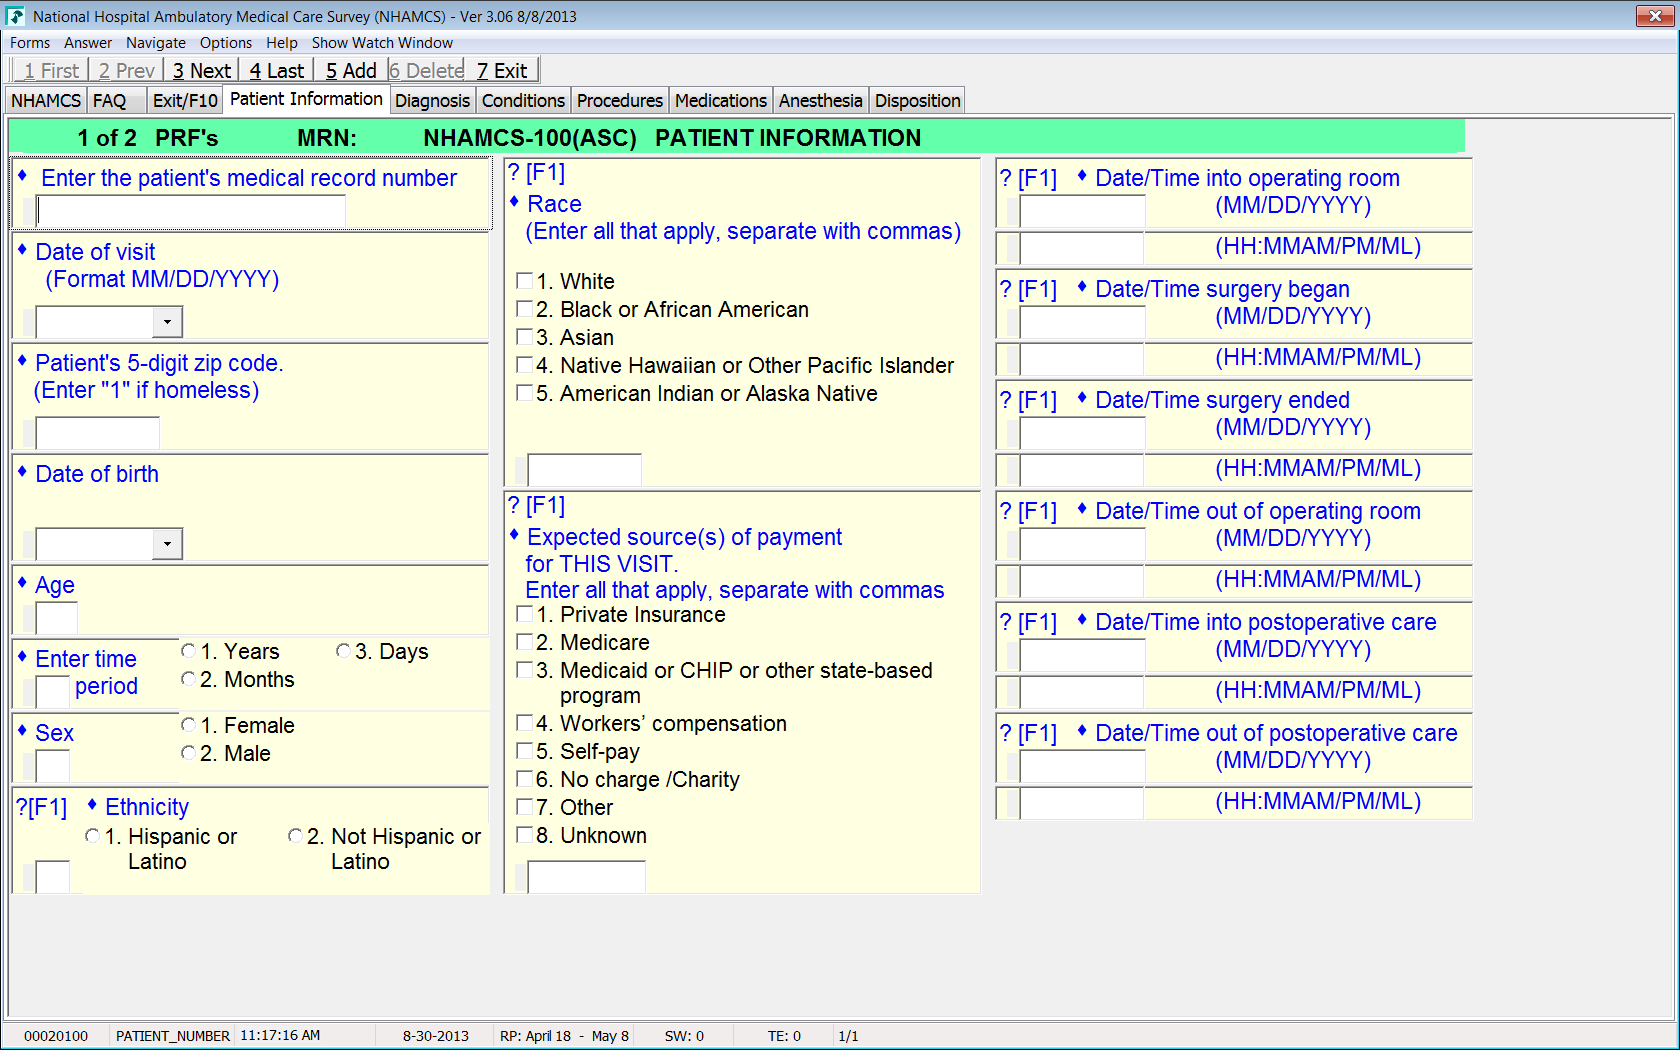 National Hospital Ambulatory Medical Care Survey (NHAMCS) - Ver 3.06 8/8/2013
Forms Answer Navigate Options Help Show Watch Window
1 First 2 Prev 3 Next 4 Last 5 Add 6 Delete 7 Exit
NHAMCS FAQ Exit/F10 Patient Information Diagnosis Conditions Procedures Medications Anesthesia Disposition
1 of 2 PRF's MRN: NHAMCS-100(ASC) PATIENT INFORMATION
♦ Enter the patient's medical record number
♦ Date of visit
(Format MM/DD/YYYY)
♦ Patient's 5-digit zip code.
(Enter "1" if homeless)
♦ Date of birth
♦ Age
♦ Enter time
period
1. Years
3. Days
2. Months
♦ Sex
1. Female
2. Male
?[F1] ♦ Ethnicity
1. Hispanic or
Latino
2. Not Hispanic or
Latino
? [F1]
♦ Race
(Enter all that apply, separate with commas)
1. White
2. Black or African American
3. Asian
4. Native Hawaiian or Other Pacific Islander
5. American Indian or Alaska Native
? [F1]
♦ Expected source(s) of payment
for THIS VISIT.
Enter all that apply, separate with commas
1. Private Insurance
2. Medicare
3. Medicaid or CHIP or other state-based
program
4. Workers’ compensation
5. Self-pay
6. No charge /Charity
7. Other
8. Unknown
? [F1] ♦ Date/Time into operating room
(MM/DD/YYYY)
(HH:MMAM/PM/ML)
? [F1] ♦ Date/Time surgery began
(MM/DD/YYYY)
(HH:MMAM/PM/ML)
? [F1] ♦ Date/Time surgery ended
(MM/DD/YYYY)
(HH:MMAM/PM/ML)
? [F1] ♦ Date/Time out of operating room
(MM/DD/YYYY)
(HH:MMAM/PM/ML)
? [F1] ♦ Date/Time into postoperative care
(MM/DD/YYYY)
(HH:MMAM/PM/ML)
? [F1] ♦ Date/Time out of postoperative care
(MM/DD/YYYY)
(HH:MMAM/PM/ML)
00020100 PATIENT_NUMBER 11:17:16 AM 8-30-2013 RP: April 18 - May 8 SW: 0 TE: 0 1/1